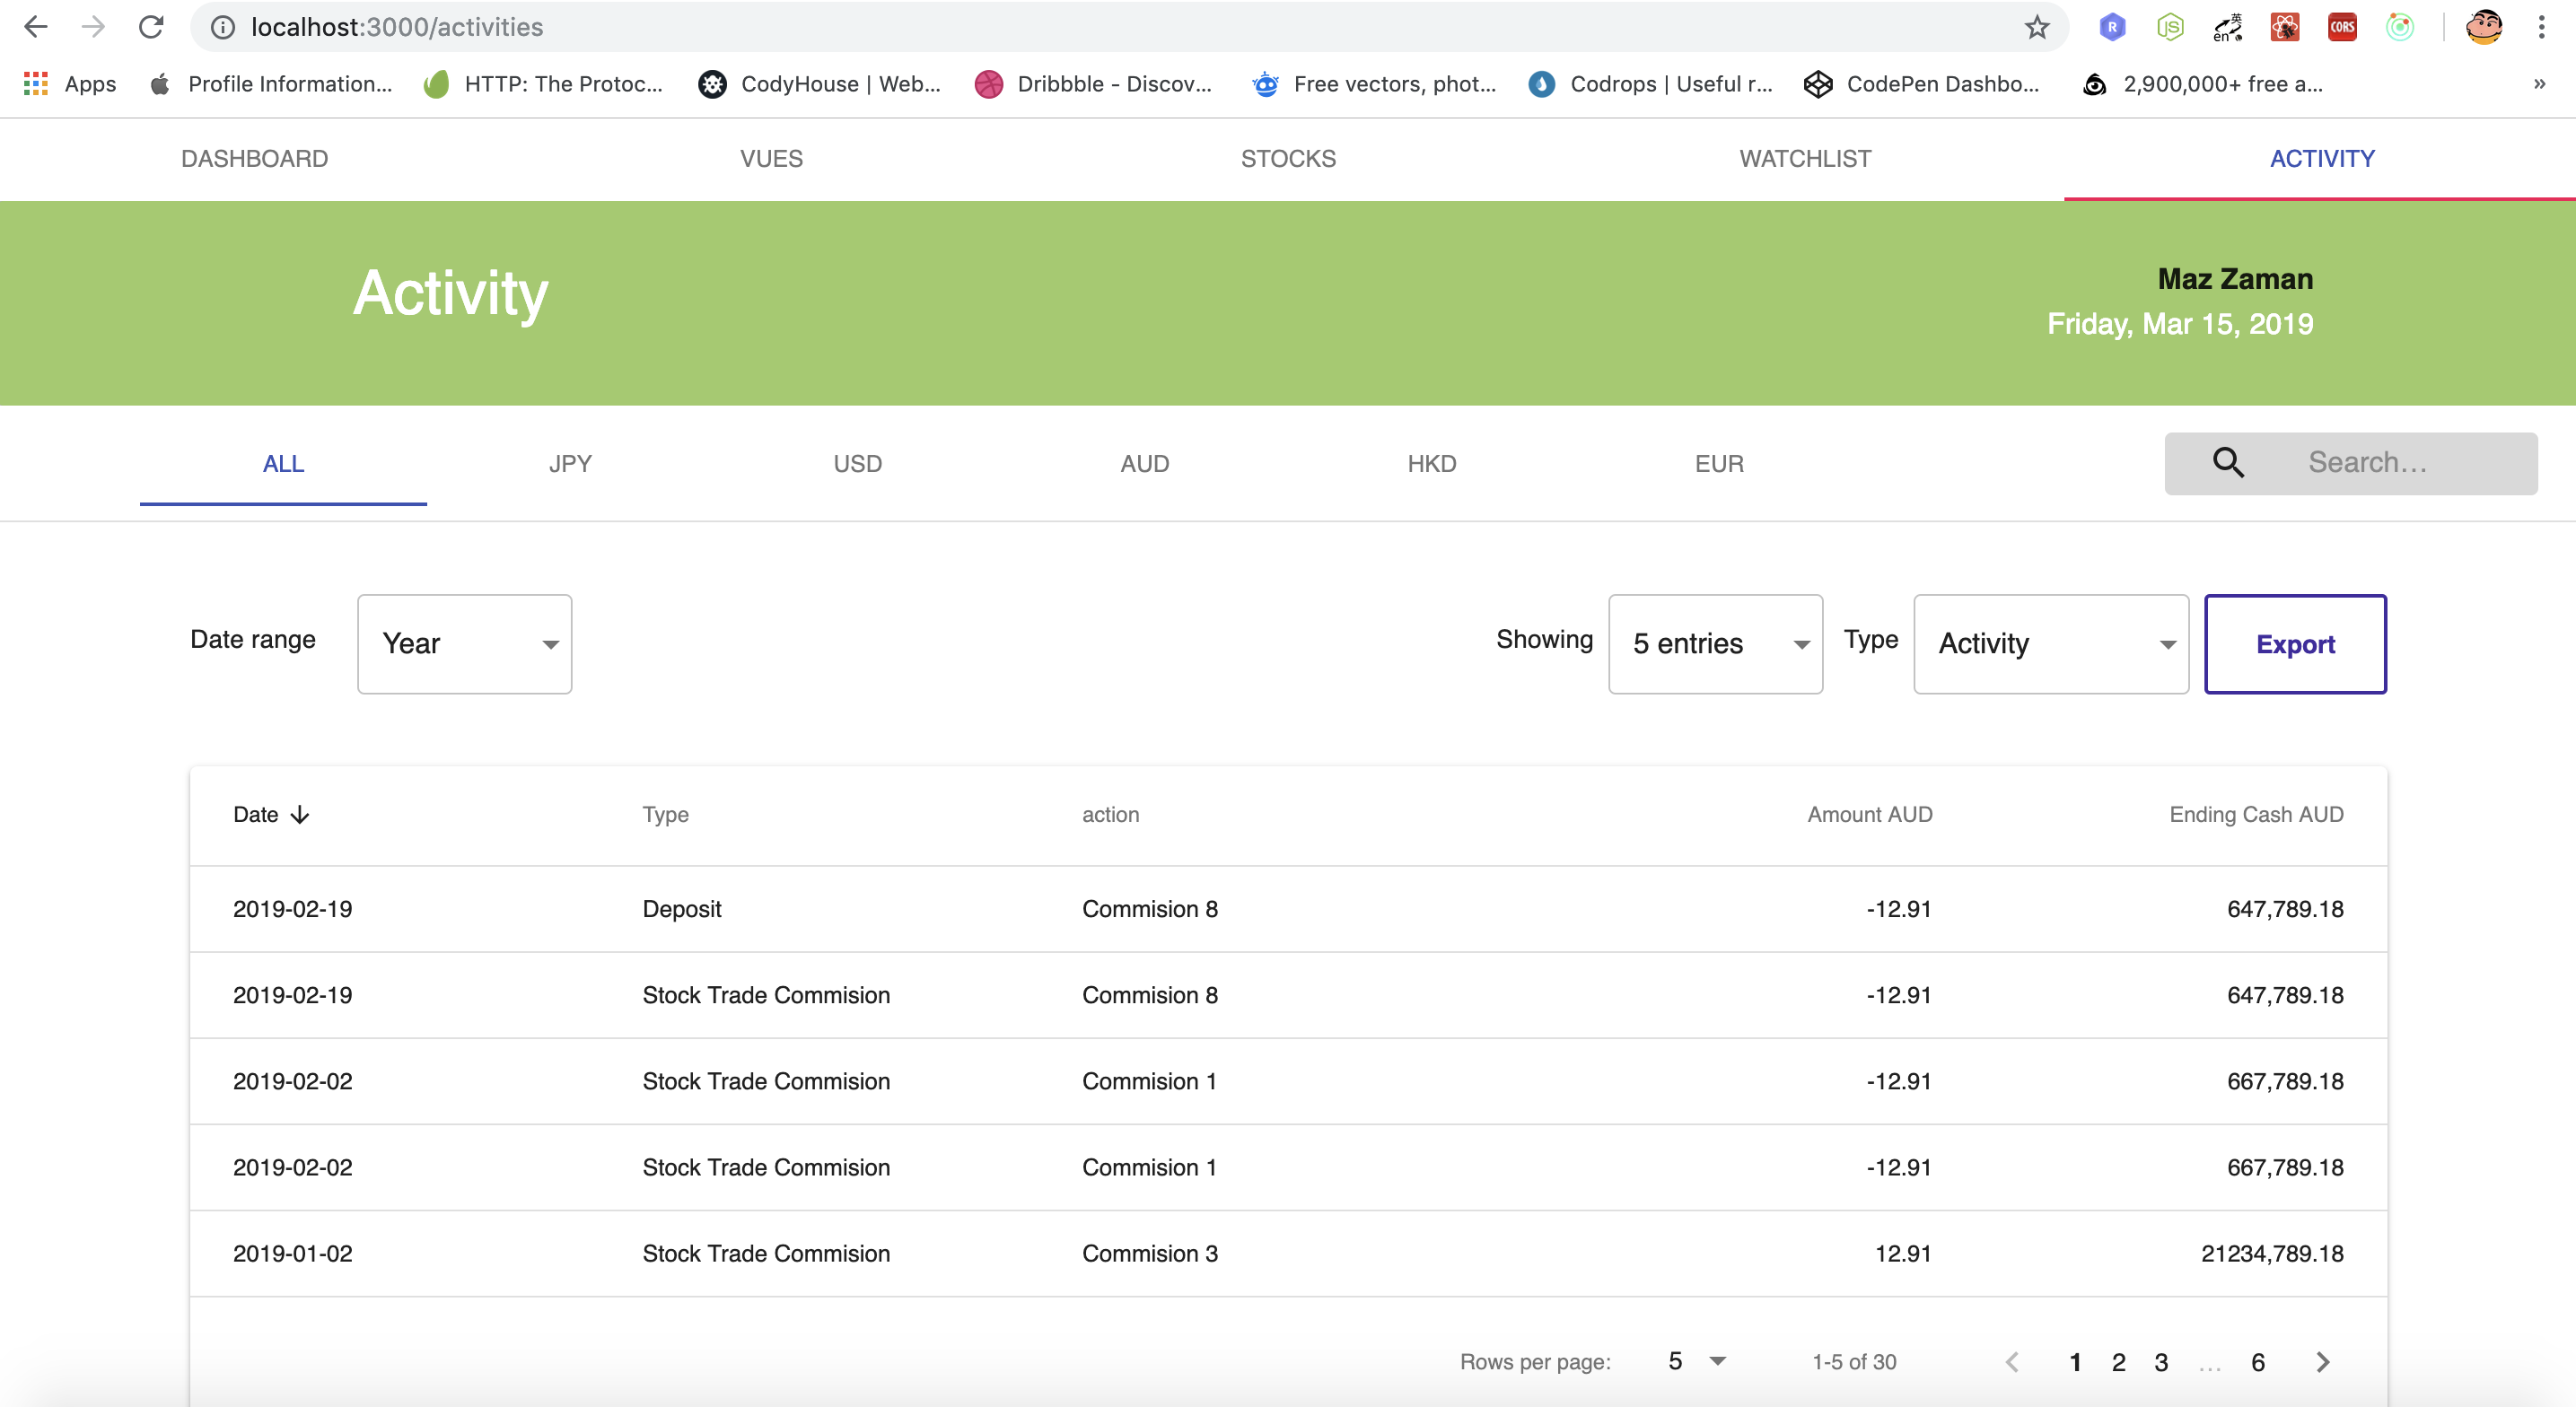 localhost:3000/activities
R JS 英 en CORS
Apps Profile Information... HTTP: The Protoc... CodyHouse | Web... Dribbble - Discov... Free vectors, phot... Codrops | Useful r... CodePen Dashbo... 2,900,000+ free a... »
DASHBOARD VUES STOCKS WATCHLIST ACTIVITY
Activity
Maz Zaman
Friday, Mar 15, 2019
ALL JPY USD AUD HKD EUR Search...
Date range Year Showing 5 entries Type Activity Export
Date Type action Amount AUD Ending Cash AUD
2019-02-19 Deposit Commision 8 -12.91 647,789.18
2019-02-19 Stock Trade Commision Commision 8 -12.91 647,789.18
2019-02-02 Stock Trade Commision Commision 1 -12.91 667,789.18
2019-02-02 Stock Trade Commision Commision 1 -12.91 667,789.18
2019-01-02 Stock Trade Commision Commision 3 12.91 21234,789.18
Rows per page: 5 1-5 of 30 1 2 3 ... 6